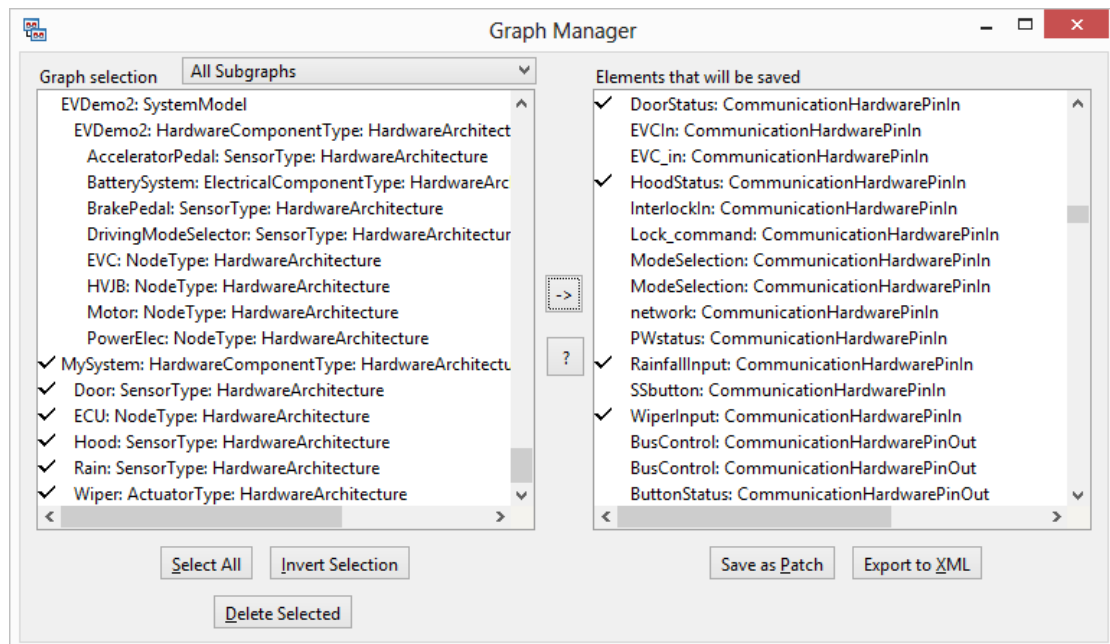 Graph Manager
Graph selection
All Subgraphs
EVDemo2: SystemModel
EVDemo2: HardwareComponentType: HardwareArchitect
AcceleratorPedal: SensorType: HardwareArchitecture
BatterySystem: ElectricalComponentType: HardwareArc
BrakePedal: SensorType: HardwareArchitecture
DrivingModeSelector: SensorType: HardwareArchitectur
EVC: NodeType: HardwareArchitecture
HVJB: NodeType: HardwareArchitecture
Motor: NodeType: HardwareArchitecture
PowerElec: NodeType: HardwareArchitecture
MySystem: HardwareComponentType: HardwareArchitectu
Door: SensorType: HardwareArchitecture
ECU: NodeType: HardwareArchitecture
Hood: SensorType: HardwareArchitecture
Rain: SensorType: HardwareArchitecture
Wiper: ActuatorType: HardwareArchitecture
Select All
Invert Selection
Delete Selected
->
?
Elements that will be saved
DoorStatus: CommunicationHardwarePinIn
EVCIn: CommunicationHardwarePinIn
EVC_in: CommunicationHardwarePinIn
HoodStatus: CommunicationHardwarePinIn
InterlockIn: CommunicationHardwarePinIn
Lock_command: CommunicationHardwarePinIn
ModeSelection: CommunicationHardwarePinIn
ModeSelection: CommunicationHardwarePinIn
network: CommunicationHardwarePinIn
PWstatus: CommunicationHardwarePinIn
RainfallInput: CommunicationHardwarePinIn
SSbutton: CommunicationHardwarePinIn
WiperInput: CommunicationHardwarePinIn
BusControl: CommunicationHardwarePinOut
BusControl: CommunicationHardwarePinOut
ButtonStatus: CommunicationHardwarePinOut
Save as Patch
Export to XML